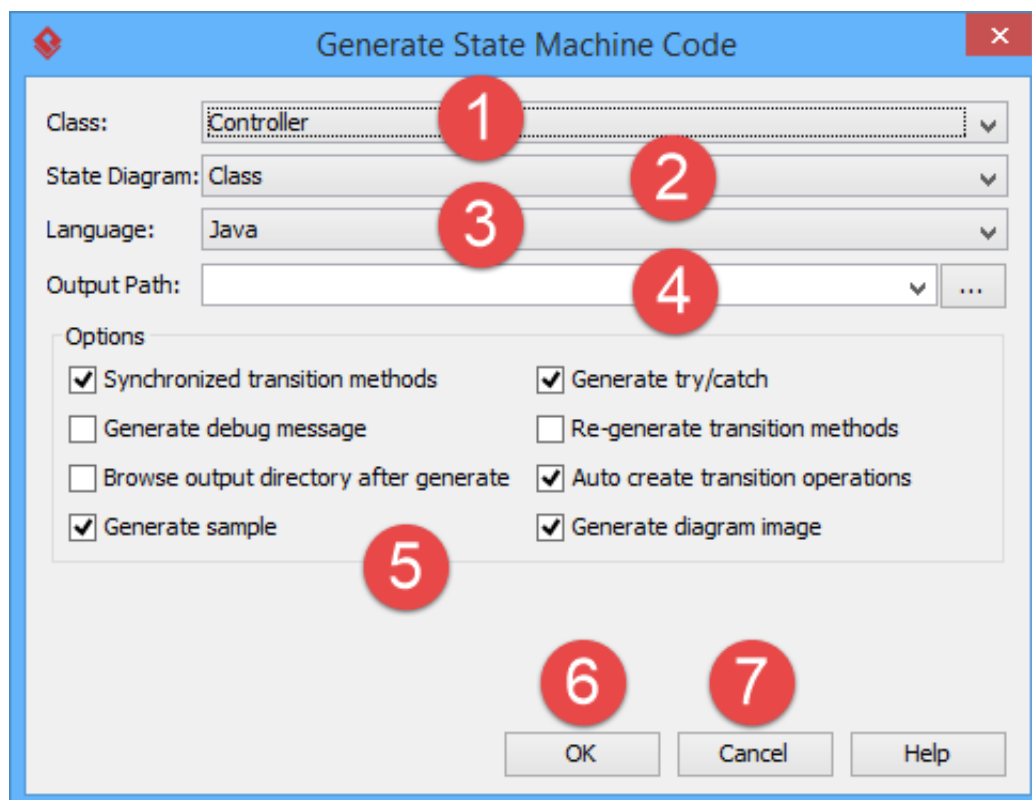 Generate State Machine Code
Class: Controller 1
State Diagram: Class 2
Language: Java 3
Output Path: 4 ...
Options
Synchronized transition methods Generate try/catch
Generate debug message Re-generate transition methods
Browse output directory after generate Auto create transition operations
Generate sample Generate diagram image
5
6 7
OK Cancel Help